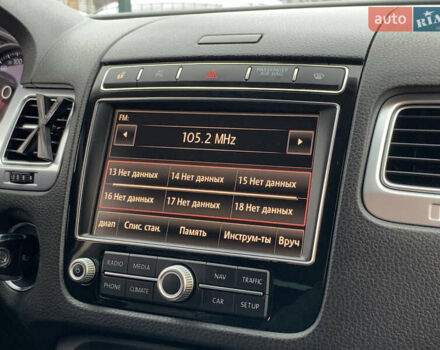 auto RIA
PASSENGER
AIR BAG
FM:
105.2 MHz
13 Нет данных 14 Нет данных 15 Нет данных
16 Нет данных 17 Нет данных 18 Нет данных
диап Спис. стан. Память Инструм-ты Вруч
RADIO MEDIA NAV TRAFFIC
PHONE CLIMATE CAR SETUP
100